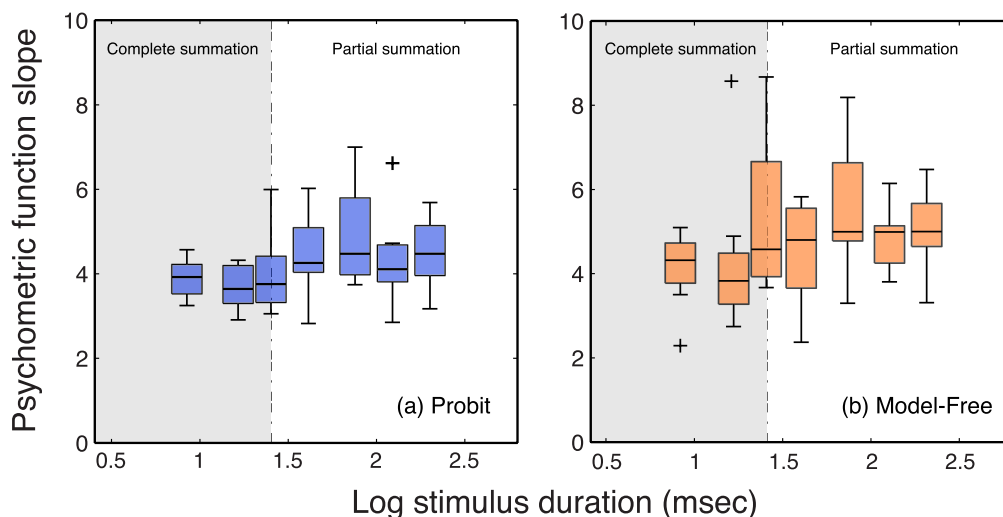 Psychometric function slope
10
8
6
4
2
0
Complete summation
Partial summation
(a) Probit
0.5
1
1.5
2
2.5
10
8
6
4
2
0
Complete summation
Partial summation
(b) Model-Free
0.5
1
1.5
2
2.5
Log stimulus duration (msec)